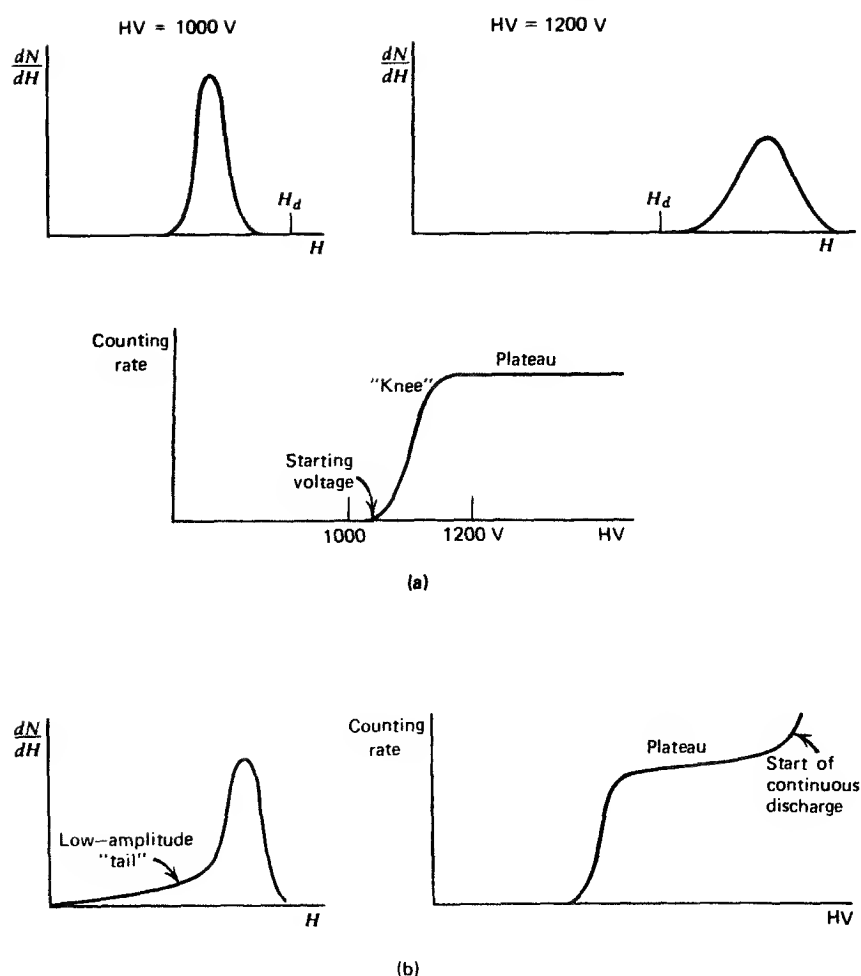 HV = 1000 V
HV = 1200 V
dN
dH
H_d
H
dN
dH
H_d
H
Counting
rate
"Knee"
Plateau
Starting
voltage
1000
1200 V
HV
(a)
dN
dH
Low–amplitude
"tail"
H
Counting
rate
Plateau
Start of
continuous
discharge
HV
(b)